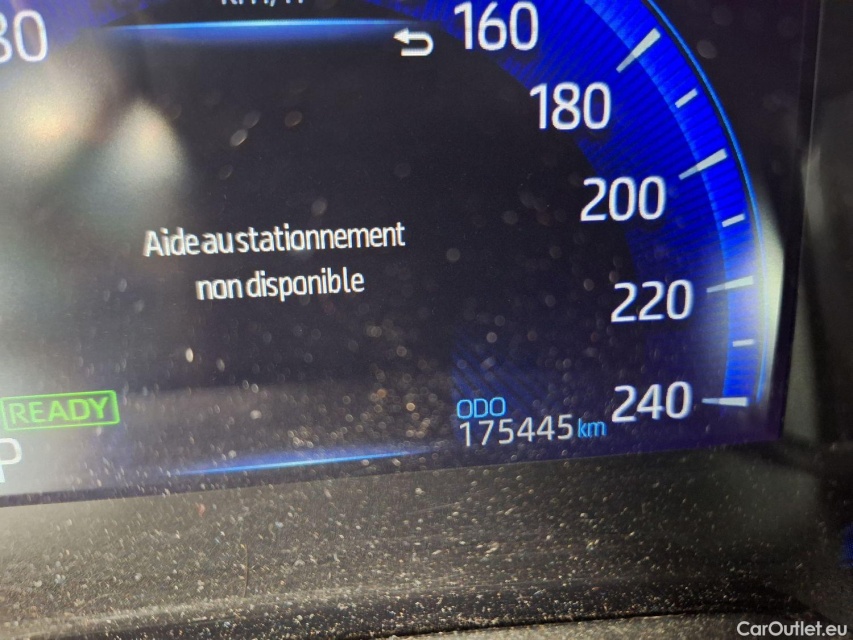 160
180
200
Aide au stationnement
non disponible
220
READY
ODO
175445 km
240
P
CarOutlet.eu